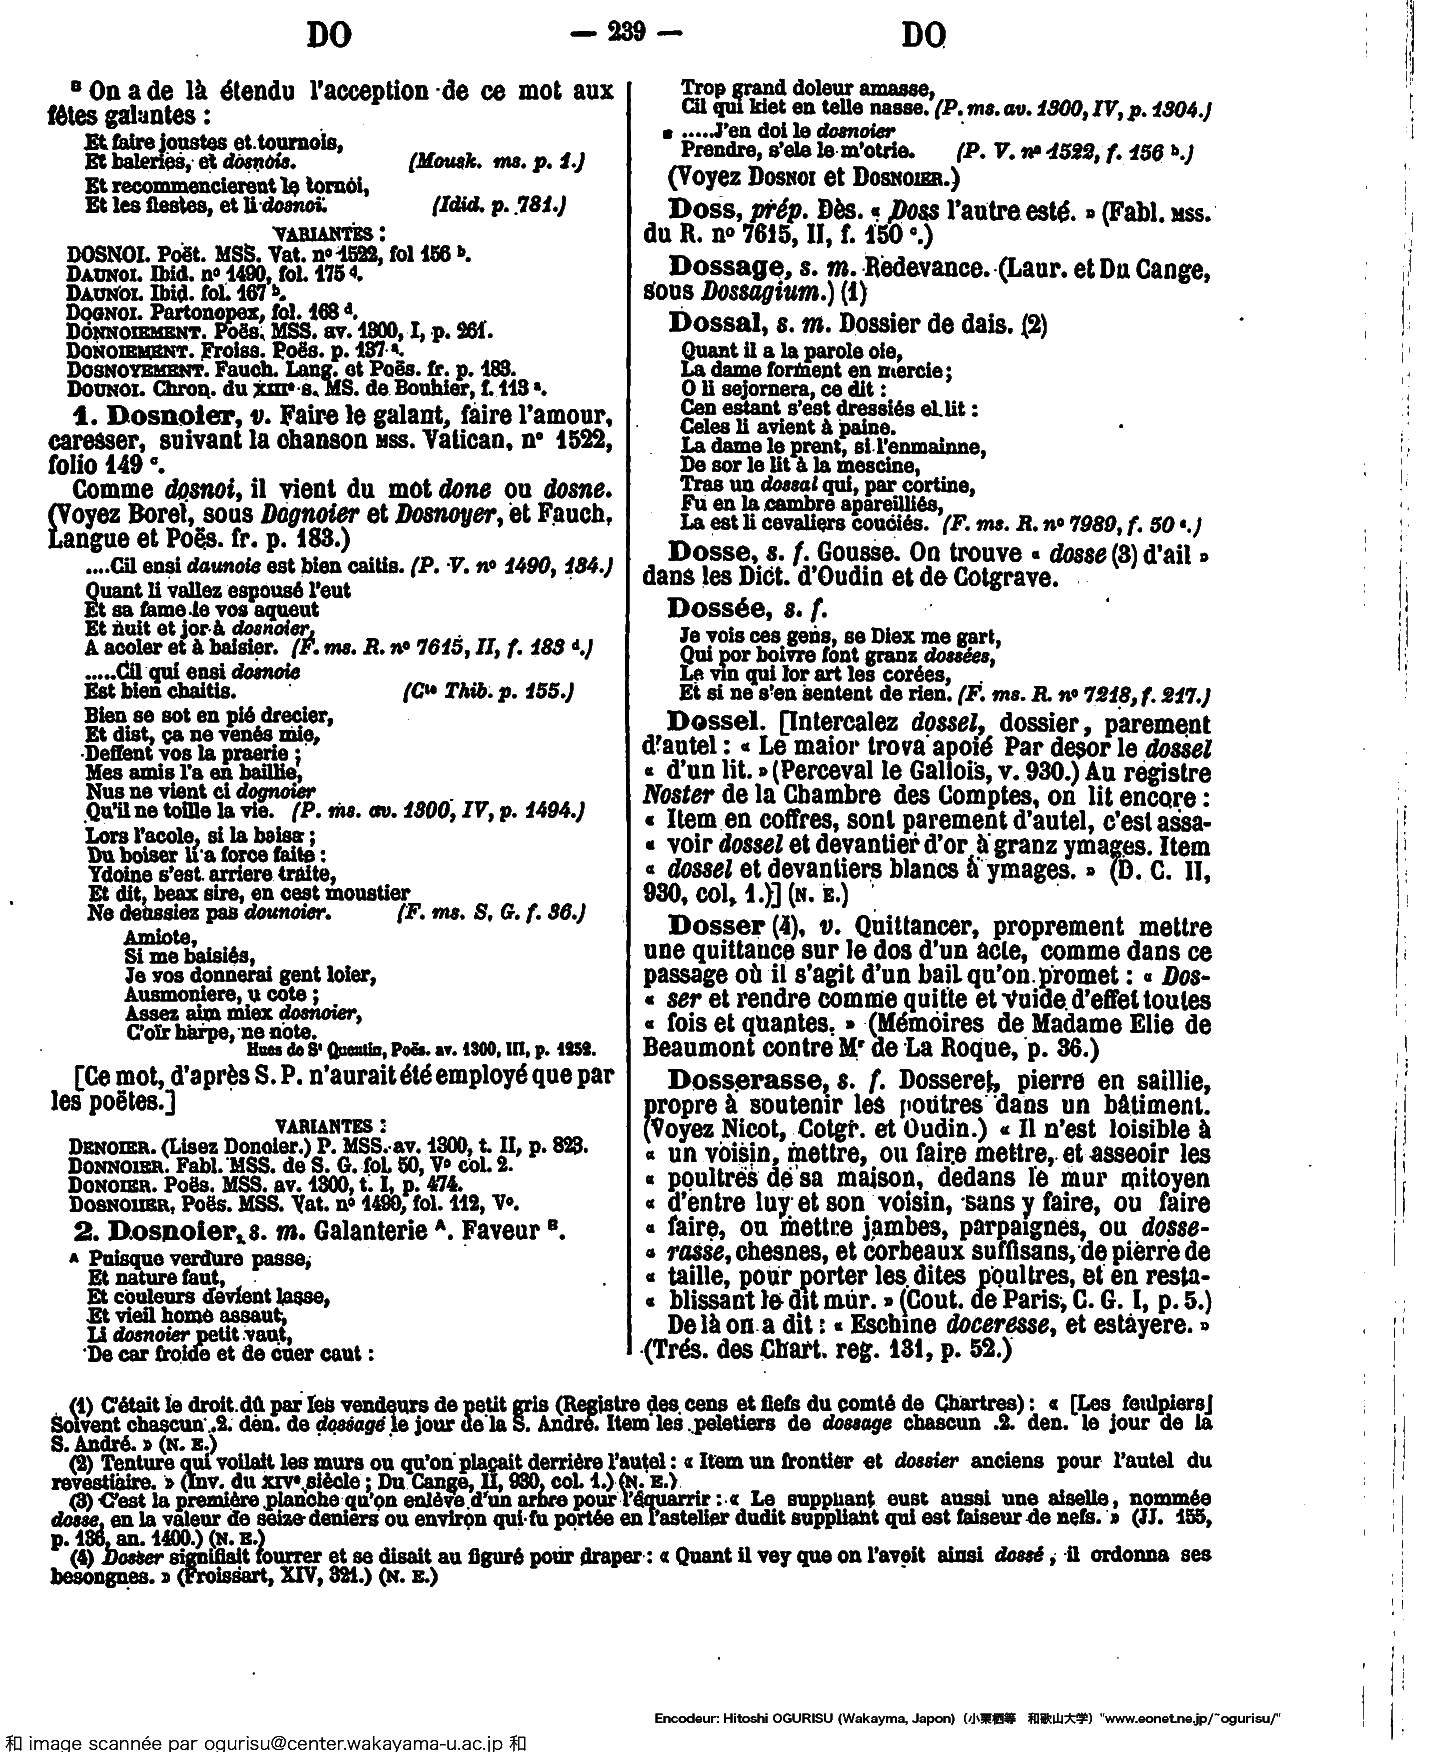 DO — 239 — DO
ᴮ On a de là étendu l'acception de ce mot aux
fêtes galantes :
Et faire joustes et tournois,
Et baleries, et dosnois. (Mousk. ms. p. 1.)
Et recommencierent le tornoi,
Et les fiestes, et li dosnoi. (Idid. p. 781.)
VARIANTES :
DOSNOI. Poët. MSS. Vat. nº 1522, fol 156 ᵇ.
DAUNOI. Ibid. nº 1490, fol. 175 ᵈ.
DAUNOI. Ibid. fol. 167 ᵇ.
DOGNOI. Partonopex, fol. 168 ᵈ.
DONNOIEMENT. Poës. MSS. av. 1300, I, p. 261.
DONOIEMENT. Froiss. Poës. p. 137 ᵃ.
DOSNOYEMENT. Fauch. Lang. et Poës. fr. p. 183.
DOUNOI. Chron. du XIIIᵉ s. MS. de Bouhier, f. 113 ᵃ.
1. Dosnoier, v. Faire le galant, faire l'amour,
caresser, suivant la chanson MSS. Vatican, nº 1522,
folio 149 ᶜ.
Comme dosnoi, il vient du mot done ou dosne.
(Voyez Borel, sous Dognoier et Dosnoyer, et Fauch.
Langue et Poës. fr. p. 183.)
....Cil ensi daunoie est bien caitis. (P. V. nº 1490, 184.)
Quant li vallez espousé l'eut
Et sa fame le vos aqueut
Et nuit et jor à dosnoier,
A acoler et à baisier. (F. ms. R. nº 7615, II, f. 183 ᵈ.)
.....Cil qui ensi dosnoie
Est bien chaitis. (Cᵗᵉ Thib. p. 155.)
Bien se sot en pié drecier,
Et dist, ça ne venés mie,
Deffent vos la praerie ;
Mes amis l'a en baillie,
Nus ne vient ci dognoier
Qu'il ne toille la vie. (P. ms. av. 1300, IV, p. 1494.)
Lors l'acole, si la baise ;
Du boiser li a force faite :
Ydoine s'est arriere traite,
Et dit, beax sire, en cest moustier
Ne deussiez pas dounoier. (F. ms. S. G. f. 36.)
Amiote,
Si me baisiés,
Je vos donnerai gent loier,
Ausmoniere, u cote ;
Assez aim miex dosnoier,
C'oïr harpe, ne note.
Hues de Sᵗ Quentin, Poës. av. 1300, III, p. 1252.
[Ce mot, d'après S. P. n'aurait été employé que par
les poëtes.]
VARIANTES :
DENOIER. (Lisez Donoier.) P. MSS. av. 1300, t. II, p. 823.
DONNOIER. Fabl. MSS. de S. G. fol. 50, Vº col. 2.
DONOIER. Poës. MSS. av. 1300, t. I, p. 474.
DOSNOIIER. Poës. MSS. Vat. nº 1490, fol. 112, Vº.
2. Dosnoier, s. m. Galanterie ᴬ. Faveur ᴮ.
ᴬ Puisque verdure passe,
Et nature faut,
Et couleurs devient lasse,
Et vieil home assaut,
Li dosnoier petit vaut,
De car froide et de cuer caut :
Trop grand doleur amasse,
Cil qui kiet en telle nasse. (P. ms. av. 1300, IV, p. 1304.)
ᴮ .....J'en doi le dosnoier
Prendre, s'ele le m'otrie. (P. V. nº 1522, f. 156 ᵇ.)
(Voyez DOSNOI et DOSNOIER.)
Doss, prép. Dès. « Doss l'autre esté. » (Fabl. MSS.
du R. nº 7615, II, f. 150 ᶜ.)
Dossage, s. m. Redevance. (Laur. et Du Cange,
sous Dossagium.) (1)
Dossal, s. m. Dossier de dais. (2)
Quant il a la parole oie,
La dame forment en mercie ;
O li sejornera, ce dit :
Cen estant s'est dressiés el lit :
Celes li avient à paine.
La dame le prent, si l'enmainne,
De sor le lit à la mescine,
Tras un dossal qui, par cortine,
Fu en la cambre apareilliés,
La est li cevaliers couciés. (F. ms. R. nº 7989, f. 50 ᵃ.)
Dosse, s. f. Gousse. On trouve « dosse (3) d'ail »
dans les Dict. d'Oudin et de Cotgrave.
Dossée, s. f.
Je vois ces gens, se Diex me gart,
Qui por boivre font granz dossées,
Le vin qui lor art les corées,
Et si ne s'en sentent de rien. (F. ms. R. nº 7218, f. 217.)
Dossel. [Intercalez dossel, dossier, parement
d'autel : « Le maior trova apoié Par desor le dossel
« d'un lit. » (Perceval le Gallois, v. 930.) Au registre
Noster de la Chambre des Comptes, on lit encore :
« Item en coffres, sont parement d'autel, c'est assa-
« voir dossel et devantier d'or à granz ymages. Item
« dossel et devantiers blancs à ymages. » (D. C. II,
930, col, 1.)] (N. E.)
Dosser (4), v. Quittancer, proprement mettre
une quittance sur le dos d'un acte, comme dans ce
passage où il s'agit d'un bail qu'on promet : « Dos-
« ser et rendre comme quitte et vuide d'effet toutes
« fois et quantes. » (Mémoires de Madame Elie de
Beaumont contre Mʳ de La Roque, p. 36.)
Dosserasse, s. f. Dosseret, pierre en saillie,
propre à soutenir les poutres dans un bâtiment.
(Voyez Nicot, Cotgr. et Oudin.) « Il n'est loisible à
« un voisin, mettre, ou faire mettre, et asseoir les
« poultres de sa maison, dedans le mur mitoyen
« d'entre luy et son voisin, sans y faire, ou faire
« faire, ou mettre jambes, parpaignes, ou dosse-
« rasse, chesnes, et corbeaux suffisans, de pierre de
« taille, pour porter les dites poultres, et en resta-
« blissant le dit mur. » (Cout. de Paris, C. G. I, p. 5.)
De là on a dit : « Eschine doceresse, et estayere. »
(Trés. des Chart. reg. 131, p. 52.)
(1) C'était le droit dû par les vendeurs de petit gris (Registre des cens et fiefs du comté de Chartres) : « [Les feulpiers]
Soivent chascun .2. den. de dossage le jour de la S. André. Item les peletiers de dossage chascun .2. den. le jour de la
S. André. » (N. E.)
(2) Tenture qui voilait les murs ou qu'on plaçait derrière l'autel : « Item un frontier et dossier anciens pour l'autel du
revestiaire. » (Inv. du XIVᵉ siècle ; Du Cange, II, 930, col. 1.) (N. E.)
(3) C'est la première planche qu'on enlève d'un arbre pour l'équarrir : « Le suppliant eust aussi une aiselle, nommée
dosse, en la valeur de seize deniers ou environ qui fu portée en l'astelier dudit suppliant qui est faiseur de nefs. » (JJ. 155,
p. 136, an. 1400.) (N. E.)
(4) Dosser signifiait fourrer et se disait au figuré pour draper : « Quant il vey que on l'avoit ainsi dossé, il ordonna ses
besongnes. » (Froissart, XIV, 321.) (N. E.)
Encodeur: Hitoshi OGURISU (Wakayma, Japon) (小栗栖等 和歌山大学) "www.eonet.ne.jp/~ogurisu/"
和 image scannée par ogurisu@center.wakayama-u.ac.jp 和